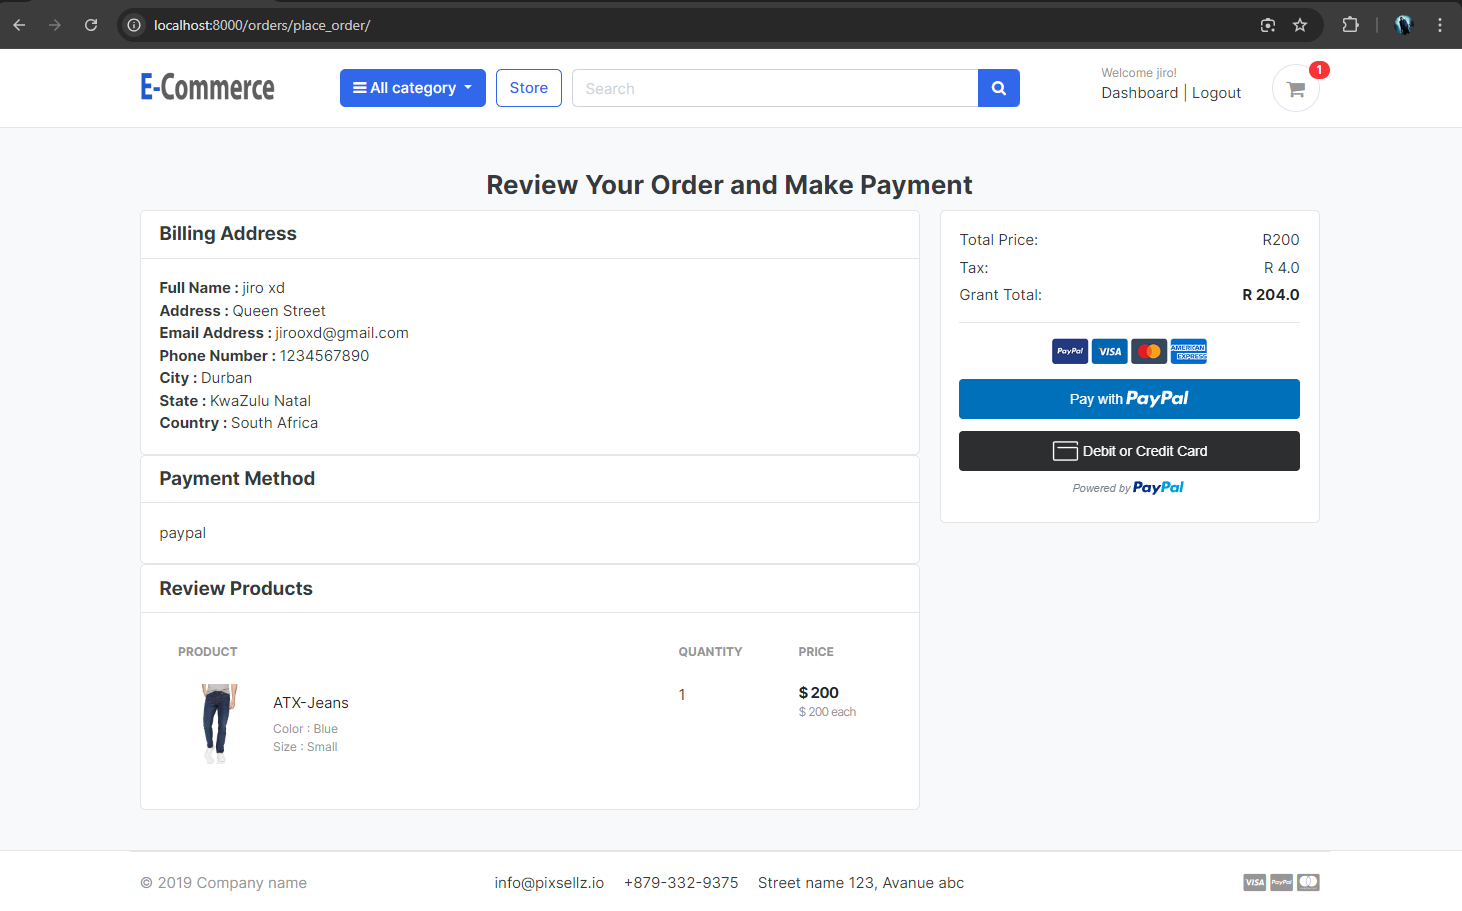 localhost:8000/orders/place_order/
E-Commerce
All category
Store
Search
Welcome jiro!
Dashboard | Logout
1
Review Your Order and Make Payment
Billing Address
Full Name : jiro xd
Address : Queen Street
Email Address : jirooxd@gmail.com
Phone Number : 1234567890
City : Durban
State : KwaZulu Natal
Country : South Africa
Payment Method
paypal
Review Products
PRODUCT QUANTITY PRICE
ATX-Jeans 1 $ 200
$ 200 each
Color : Blue
Size : Small
Total Price: R200
Tax: R 4.0
Grant Total: R 204.0
PayPal VISA AMERICAN EXPRESS
Pay with PayPal
Debit or Credit Card
Powered by PayPal
© 2019 Company name info@pixsellz.io +879-332-9375 Street name 123, Avanue abc VISA PayPal